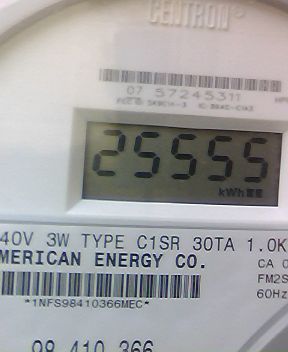 CENTRON®
07 57245311
25555
kWh
40V 3W TYPE C1SR 30TA 1.0K
MERICAN ENERGY CO.
CA 0
FM2S
60Hz
*1NFS98410366MEC*
98 410 366